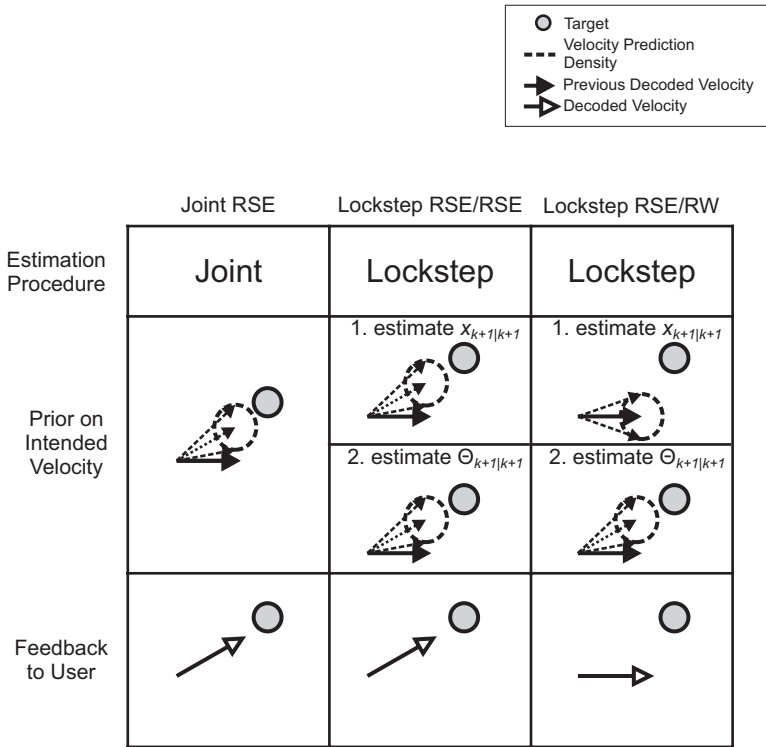 Target
Velocity Prediction
Density
Previous Decoded Velocity
Decoded Velocity
Joint RSE
Lockstep RSE/RSE
Lockstep RSE/RW
Estimation
Procedure
Joint
Lockstep
Lockstep
Prior on
Intended
Velocity
1. estimate x_{k+1|k+1}
1. estimate x_{k+1|k+1}
2. estimate Θ_{k+1|k+1}
2. estimate Θ_{k+1|k+1}
Feedback
to User